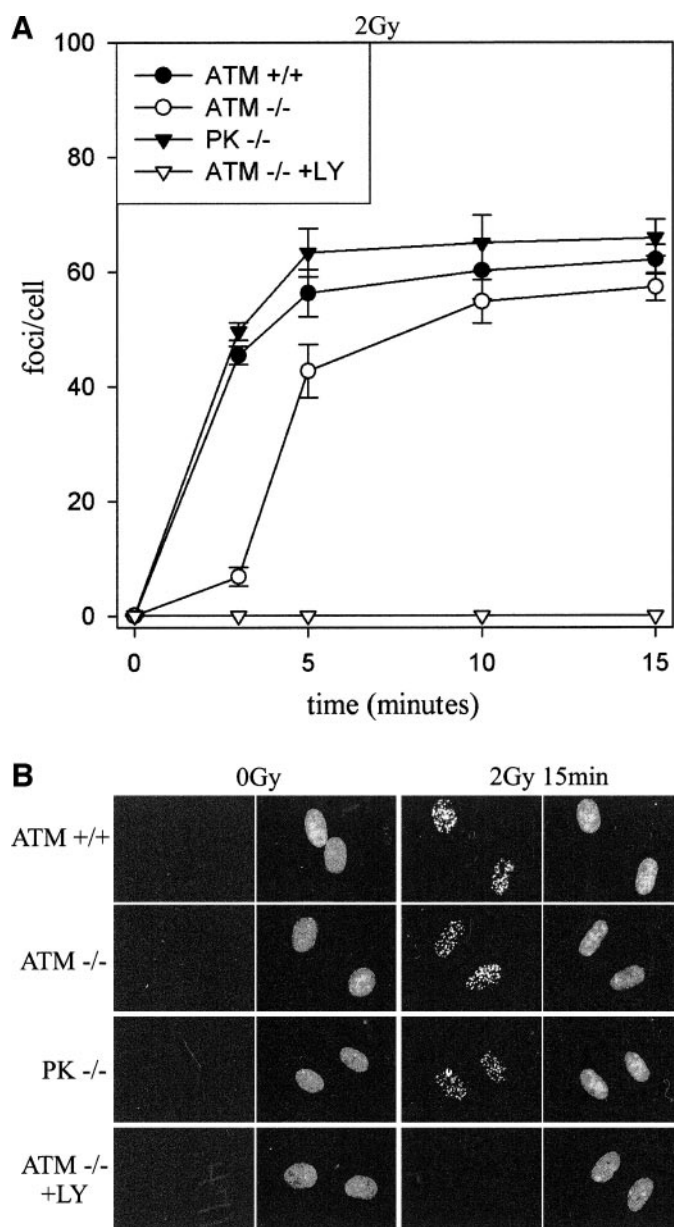 A
2Gy
100
80
60
40
20
0
foci/cell
ATM +/+
ATM -/-
PK -/-
ATM -/- +LY
0 5 10 15
time (minutes)
B
0Gy 2Gy 15min
ATM +/+
ATM -/-
PK -/-
ATM -/-
+LY